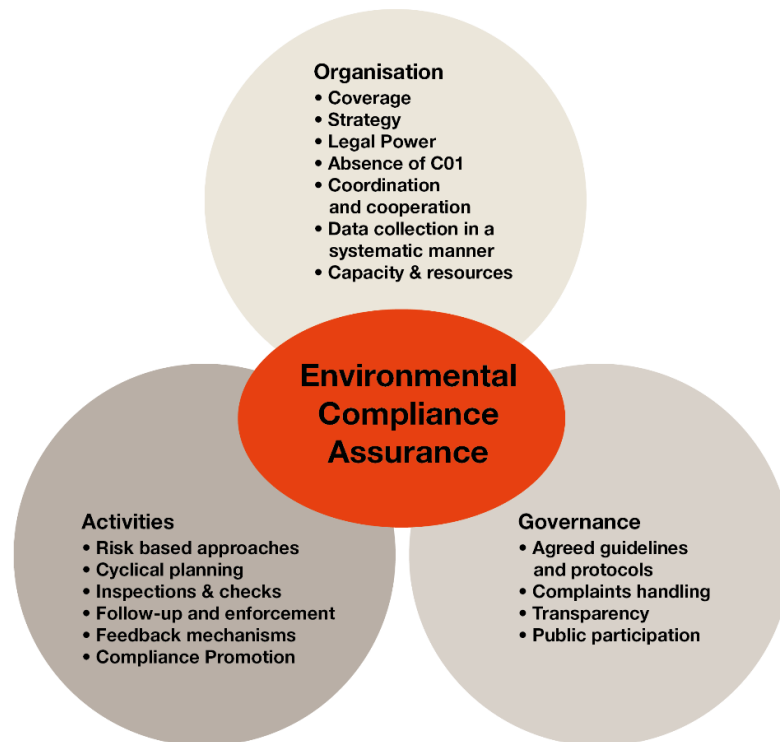 Organisation
• Coverage
• Strategy
• Legal Power
• Absence of C01
• Coordination
and cooperation
• Data collection in a
systematic manner
• Capacity & resources
Environmental
Compliance
Assurance
Activities
• Risk based approaches
• Cyclical planning
• Inspections & checks
• Follow-up and enforcement
• Feedback mechanisms
• Compliance Promotion
Governance
• Agreed guidelines
and protocols
• Complaints handling
• Transparency
• Public participation